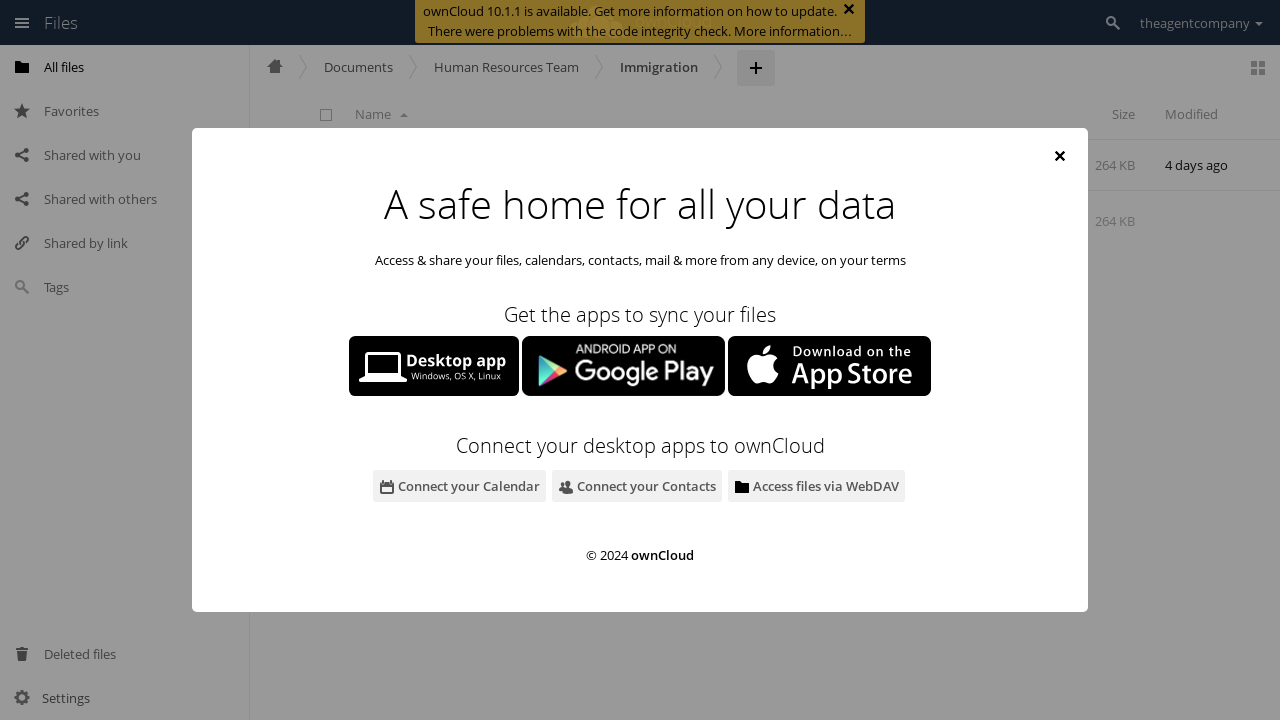 Files
ownCloud 10.1.1 is available. Get more information on how to update.
There were problems with the code integrity check. More information…
theagentcompany
All files
Favorites
Shared with you
Shared with others
Shared by link
Tags
Deleted files
Settings
Documents
Human Resources Team
Immigration
Name
Size
Modified
264 KB
4 days ago
264 KB
A safe home for all your data
Access & share your files, calendars, contacts, mail & more from any device, on your terms
Get the apps to sync your files
Desktop app
Windows, OS X, Linux
ANDROID APP ON
Google Play
Download on the
App Store
Connect your desktop apps to ownCloud
Connect your Calendar
Connect your Contacts
Access files via WebDAV
© 2024 ownCloud